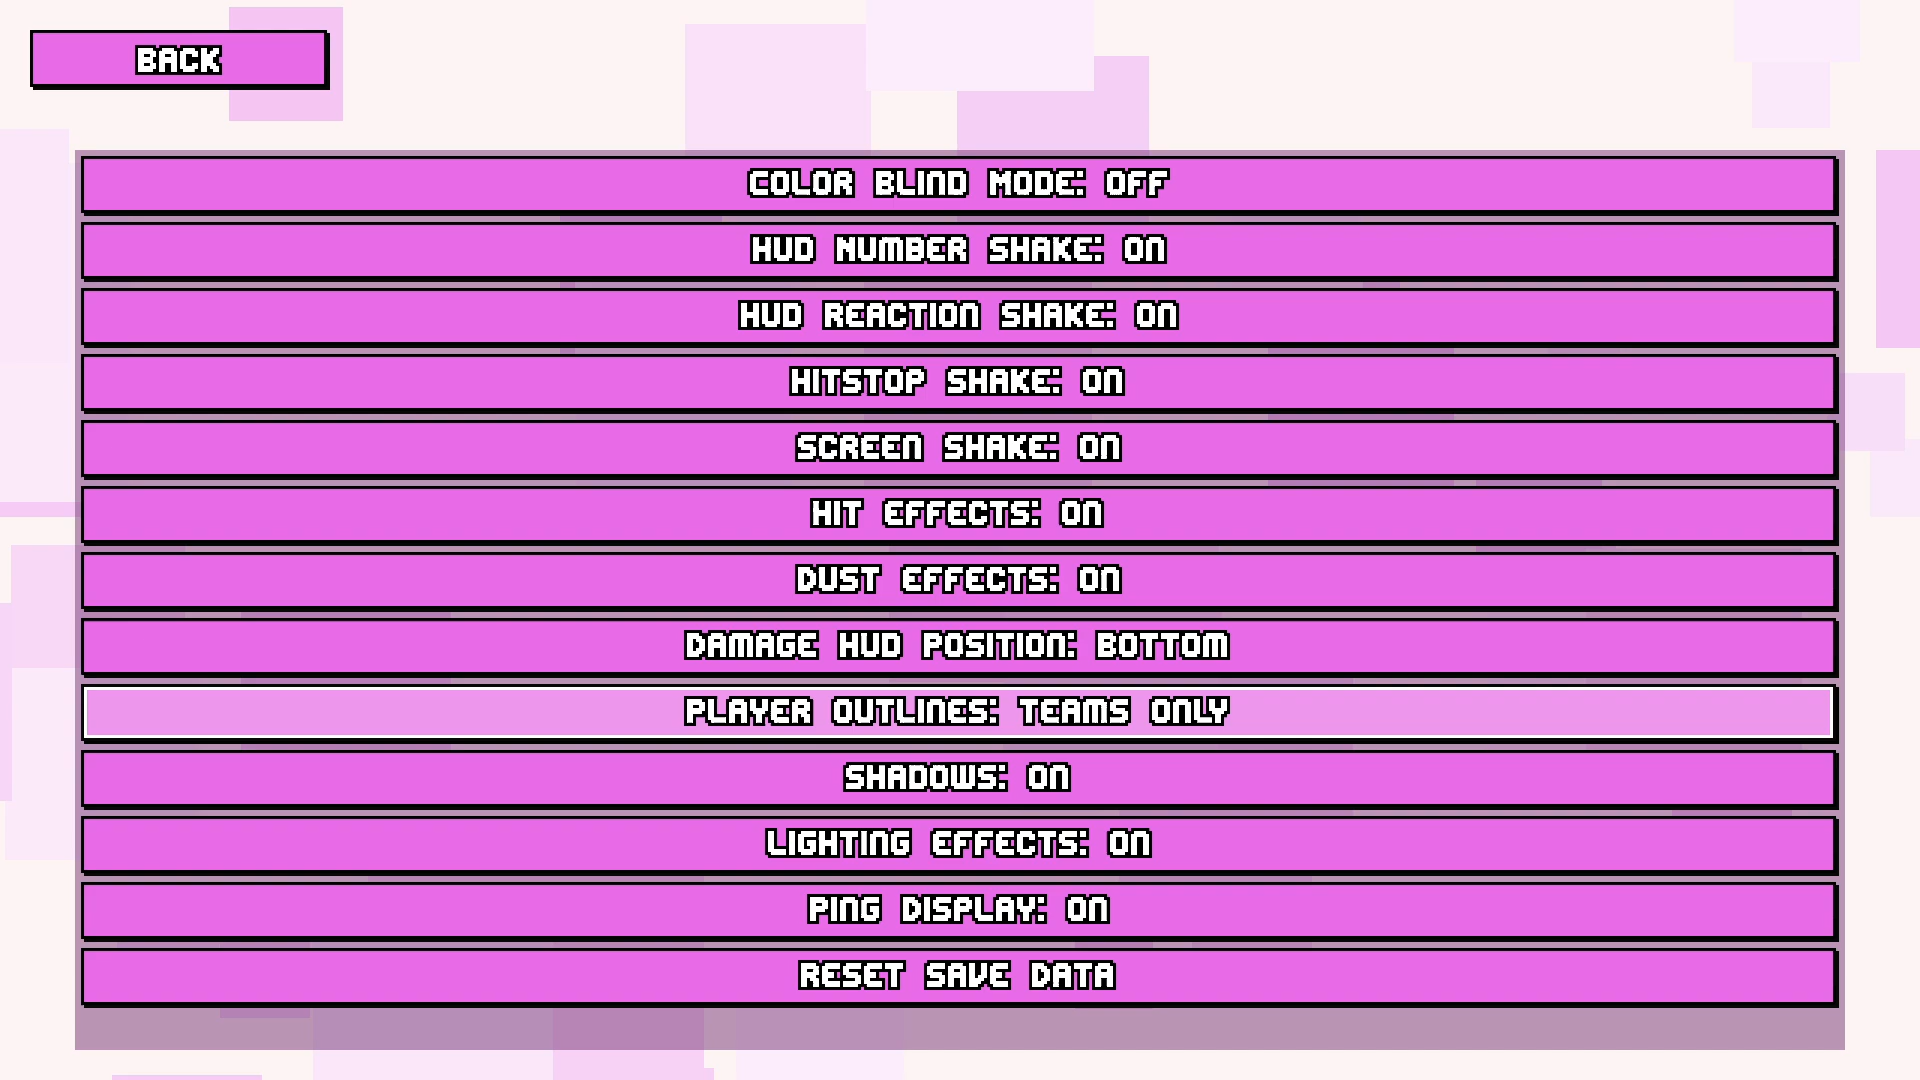 BACK
COLOR BLIND MODE: OFF
HUD NUMBER SHAKE: ON
HUD REACTION SHAKE: ON
HITSTOP SHAKE: ON
SCREEN SHAKE: ON
HIT EFFECTS: ON
DUST EFFECTS: ON
DAMAGE HUD POSITION: BOTTOM
PLAYER OUTLINES: TEAMS ONLY
SHADOWS: ON
LIGHTING EFFECTS: ON
PING DISPLAY: ON
RESET SAVE DATA